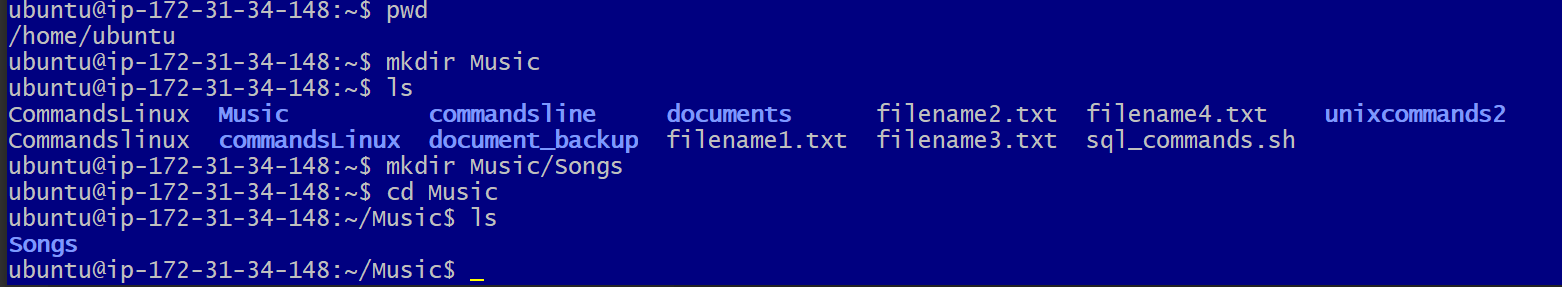 ubuntu@ip-172-31-34-148:~$ pwd
/home/ubuntu
ubuntu@ip-172-31-34-148:~$ mkdir Music
ubuntu@ip-172-31-34-148:~$ ls
CommandsLinux  Music         commandsline     documents      filename2.txt  filename4.txt    unixcommands2
Commandslinux  commandsLinux  document_backup  filename1.txt  filename3.txt  sql_commands.sh
ubuntu@ip-172-31-34-148:~$ mkdir Music/Songs
ubuntu@ip-172-31-34-148:~$ cd Music
ubuntu@ip-172-31-34-148:~/Music$ ls
Songs
ubuntu@ip-172-31-34-148:~/Music$ _